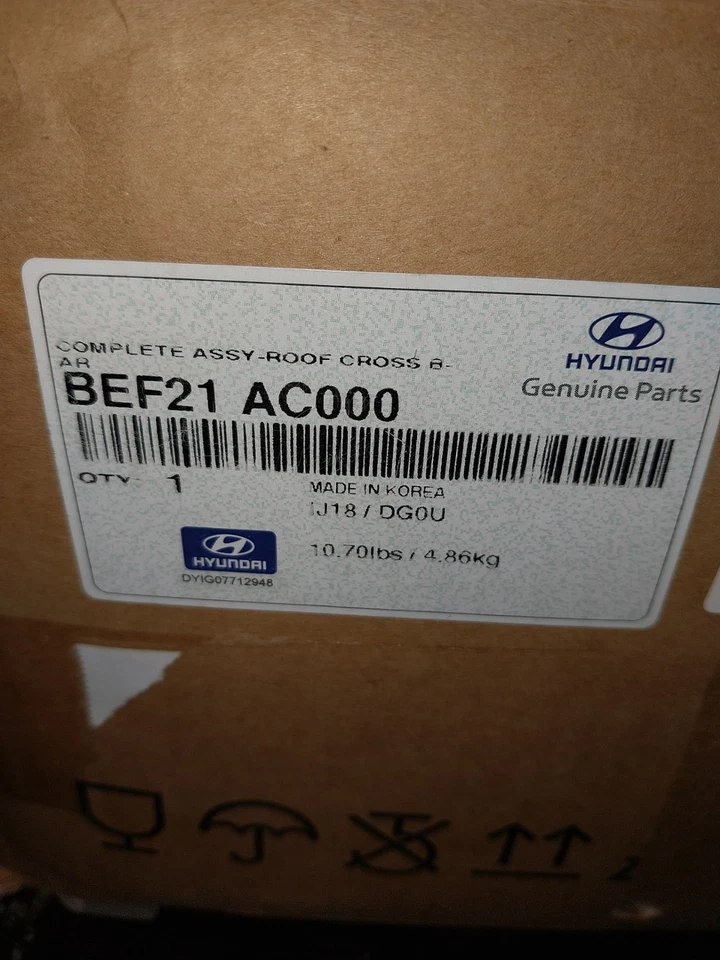 COMPLETE ASSY-ROOF CROSS B-
AR
BEF21 AC000
HYUNDAI
Genuine Parts
QTY 1
MADE IN KOREA
IJ18 / DG0U
10.70lbs / 4.86kg
HYUNDAI
DYIG07712948
2